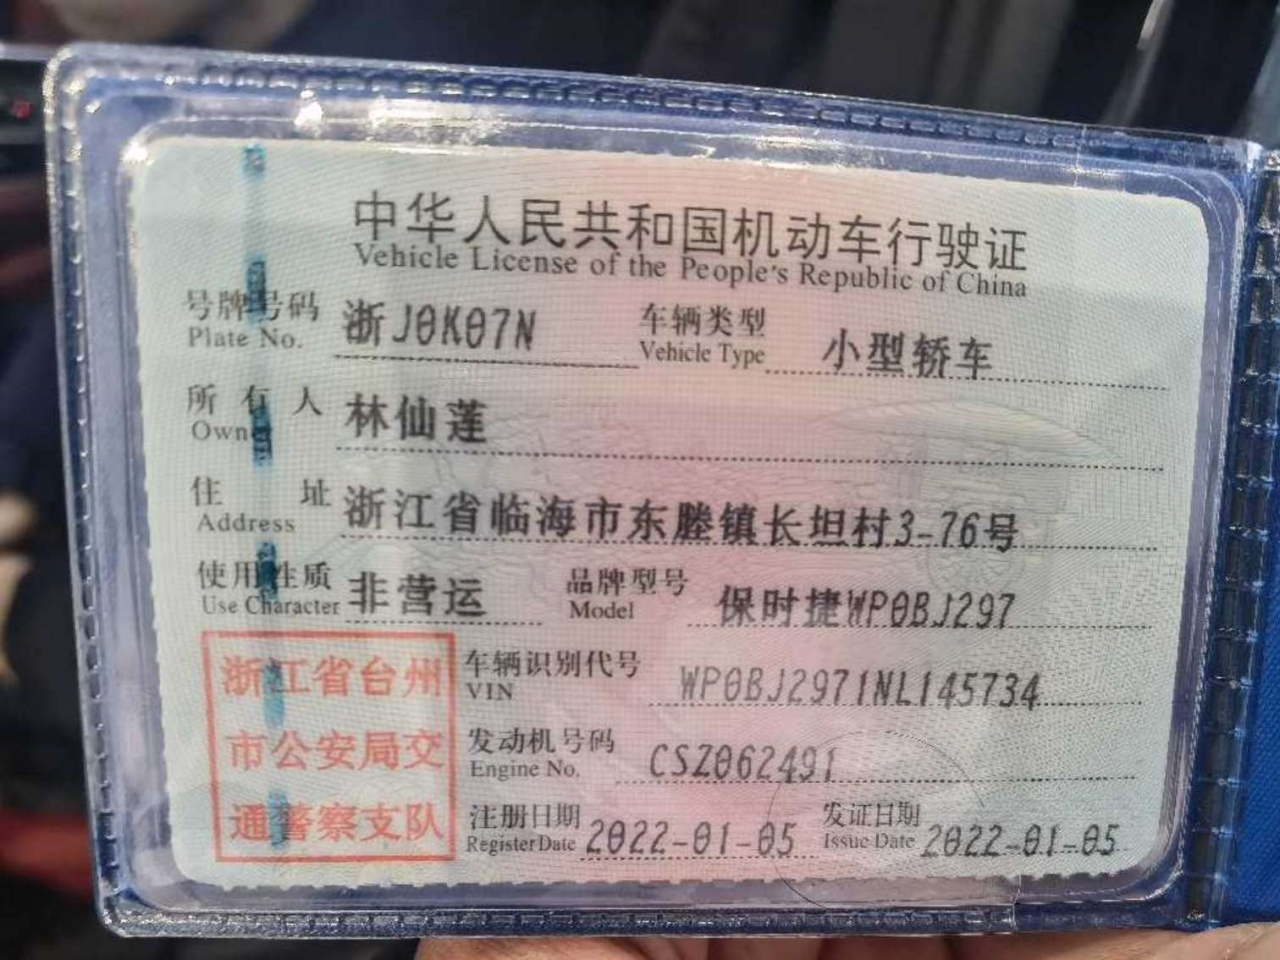 中华人民共和国机动车行驶证
Vehicle License of the People's Republic of China
号牌号码 浙J0K07N 车辆类型 小型轿车
Plate No. Vehicle Type
所有人 林仙莲
Owner
住址 浙江省临海市东塍镇长坦村3-76号
Address
使用性质 非营运 品牌型号 保时捷WP0BJ297
Use Character Model
浙江省台州 车辆识别代号 WP0BJ2971NL145734
VIN
市公安局交 发动机号码 CSZ062491
Engine No.
通警察支队 注册日期 2022-01-05 发证日期 2022-01-05
Register Date Issue Date